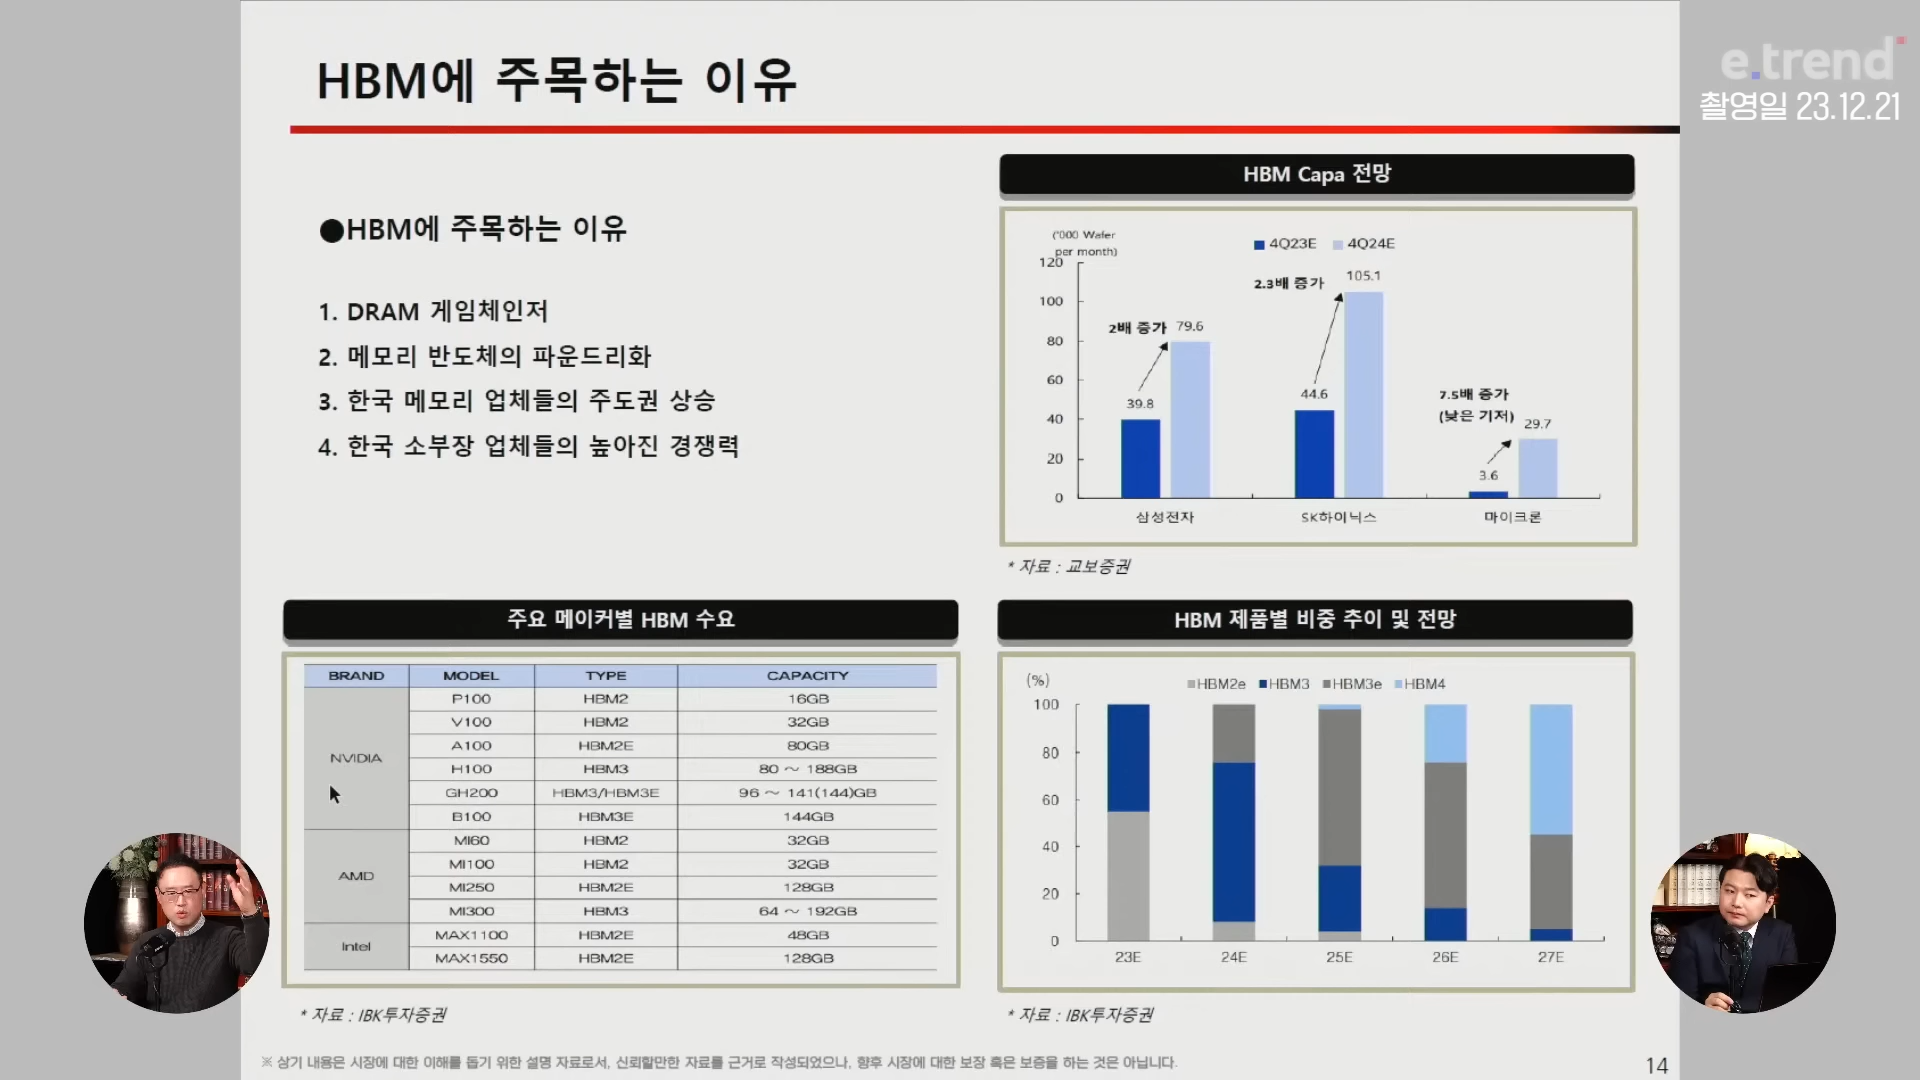 HBM에 주목하는 이유
e.trend
촬영일 23.12.21
●HBM에 주목하는 이유
1. DRAM 게임체인저
2. 메모리 반도체의 파운드리화
3. 한국 메모리 업체들의 주도권 상승
4. 한국 소부장 업체들의 높아진 경쟁력
HBM Capa 전망
('000 Wafer
per month)
4Q23E 4Q24E
120
100
80
60
40
20
0
2배 증가 79.6
39.8
2.3배 증가 105.1
44.6
7.5배 증가
(낮은 기저) 29.7
3.6
삼성전자 SK하이닉스 마이크론
* 자료 : 교보증권
주요 메이커별 HBM 수요
BRAND MODEL TYPE CAPACITY
NVIDIA
P100 HBM2 16GB
V100 HBM2 32GB
A100 HBM2E 80GB
H100 HBM3 80 ~ 188GB
GH200 HBM3/HBM3E 96 ~ 141(144)GB
B100 HBM3E 144GB
AMD
MI60 HBM2 32GB
MI100 HBM2 32GB
MI250 HBM2E 128GB
MI300 HBM3 64 ~ 192GB
Intel
MAX1100 HBM2E 48GB
MAX1550 HBM2E 128GB
* 자료 : IBK투자증권
HBM 제품별 비중 추이 및 전망
(%)
HBM2e HBM3 HBM3e HBM4
100
80
60
40
20
0
23E 24E 25E 26E 27E
* 자료 : IBK투자증권
※ 상기 내용은 시장에 대한 이해를 돕기 위한 설명 자료로서, 신뢰할만한 자료를 근거로 작성되었으나, 향후 시장에 대한 보장 혹은 보증을 하는 것은 아닙니다.
14